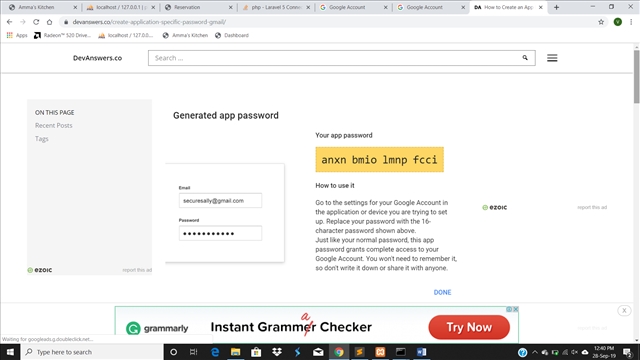 Amma's Kitchen
localhost / 127.0.0.1 |
Reservation
php - Laravel 5 Conne
Google Account
Google Account
DA How to Create an App
devanswers.co/create-application-specific-password-gmail/
Apps
Radeon™ 520 Drive...
localhost / 127.0.0.1...
Amma's Kitchen
Dashboard
DevAnswers.co
Search ...
ON THIS PAGE
Recent Posts
Tags
ezoic
report this ad
Generated app password
Email
securesally@gmail.com
Password
Your app password
anxn bmio lmnp fcci
How to use it
Go to the settings for your Google Account in
the application or device you are trying to set
up. Replace your password with the 16-
character password shown above.
Just like your normal password, this app
password grants complete access to your
Google Account. You won't need to remember it,
so don't write it down or share it with anyone.
DONE
ezoic
report this ad
grammarly
Instant Grammer Checker
a
Try Now
Waiting for googleads.g.doubleclick.net...
Type here to search
12:40 PM
28-Sep-19